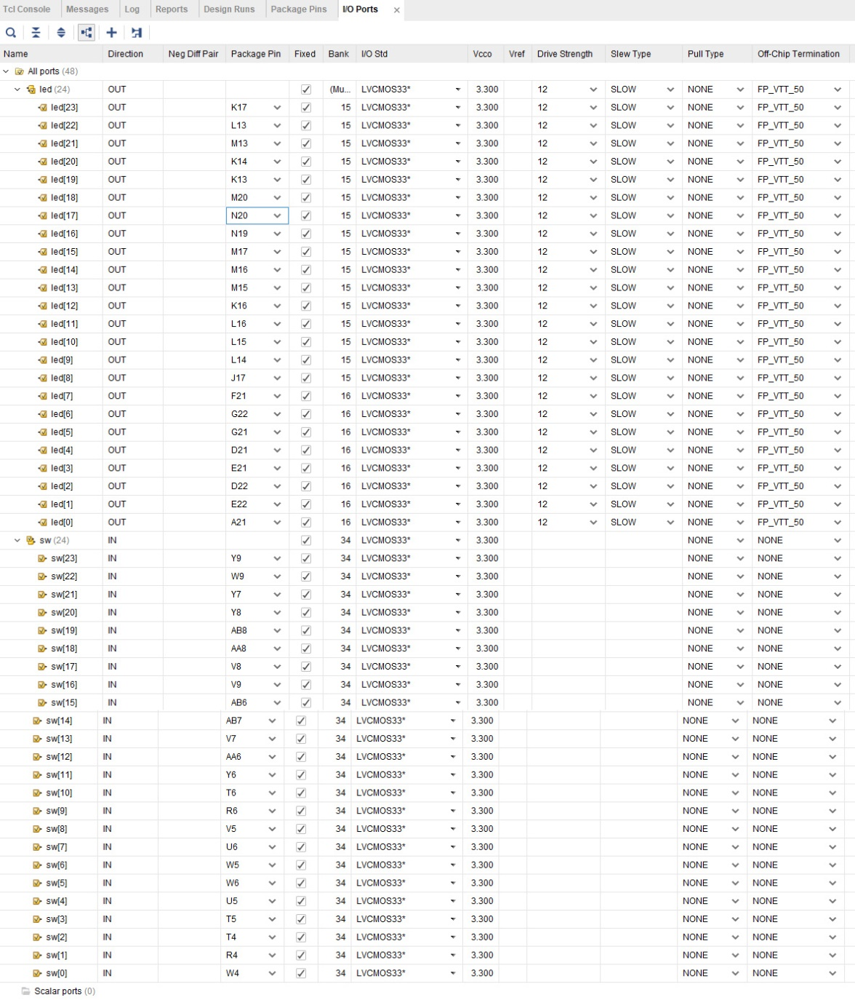 Tcl Console Messages Log Reports Design Runs Package Pins I/O Ports ×
Name Direction Neg Diff Pair Package Pin Fixed Bank I/O Std Vcco Vref Drive Strength Slew Type Pull Type Off-Chip Termination
All ports (48)
led (24) OUT (Mu... LVCMOS33* 3.300 12 SLOW NONE FP_VTT_50
led[23] OUT K17 15 LVCMOS33* 3.300 12 SLOW NONE FP_VTT_50
led[22] OUT L13 15 LVCMOS33* 3.300 12 SLOW NONE FP_VTT_50
led[21] OUT M13 15 LVCMOS33* 3.300 12 SLOW NONE FP_VTT_50
led[20] OUT K14 15 LVCMOS33* 3.300 12 SLOW NONE FP_VTT_50
led[19] OUT K13 15 LVCMOS33* 3.300 12 SLOW NONE FP_VTT_50
led[18] OUT M20 15 LVCMOS33* 3.300 12 SLOW NONE FP_VTT_50
led[17] OUT N20 15 LVCMOS33* 3.300 12 SLOW NONE FP_VTT_50
led[16] OUT N19 15 LVCMOS33* 3.300 12 SLOW NONE FP_VTT_50
led[15] OUT M17 15 LVCMOS33* 3.300 12 SLOW NONE FP_VTT_50
led[14] OUT M16 15 LVCMOS33* 3.300 12 SLOW NONE FP_VTT_50
led[13] OUT M15 15 LVCMOS33* 3.300 12 SLOW NONE FP_VTT_50
led[12] OUT K16 15 LVCMOS33* 3.300 12 SLOW NONE FP_VTT_50
led[11] OUT L16 15 LVCMOS33* 3.300 12 SLOW NONE FP_VTT_50
led[10] OUT L15 15 LVCMOS33* 3.300 12 SLOW NONE FP_VTT_50
led[9] OUT L14 15 LVCMOS33* 3.300 12 SLOW NONE FP_VTT_50
led[8] OUT J17 15 LVCMOS33* 3.300 12 SLOW NONE FP_VTT_50
led[7] OUT F21 16 LVCMOS33* 3.300 12 SLOW NONE FP_VTT_50
led[6] OUT G22 16 LVCMOS33* 3.300 12 SLOW NONE FP_VTT_50
led[5] OUT G21 16 LVCMOS33* 3.300 12 SLOW NONE FP_VTT_50
led[4] OUT D21 16 LVCMOS33* 3.300 12 SLOW NONE FP_VTT_50
led[3] OUT E21 16 LVCMOS33* 3.300 12 SLOW NONE FP_VTT_50
led[2] OUT D22 16 LVCMOS33* 3.300 12 SLOW NONE FP_VTT_50
led[1] OUT E22 16 LVCMOS33* 3.300 12 SLOW NONE FP_VTT_50
led[0] OUT A21 16 LVCMOS33* 3.300 12 SLOW NONE FP_VTT_50
sw (24) IN 34 LVCMOS33* 3.300 NONE NONE
sw[23] IN Y9 34 LVCMOS33* 3.300 NONE NONE
sw[22] IN W9 34 LVCMOS33* 3.300 NONE NONE
sw[21] IN Y7 34 LVCMOS33* 3.300 NONE NONE
sw[20] IN Y8 34 LVCMOS33* 3.300 NONE NONE
sw[19] IN AB8 34 LVCMOS33* 3.300 NONE NONE
sw[18] IN AA8 34 LVCMOS33* 3.300 NONE NONE
sw[17] IN V8 34 LVCMOS33* 3.300 NONE NONE
sw[16] IN V9 34 LVCMOS33* 3.300 NONE NONE
sw[15] IN AB6 34 LVCMOS33* 3.300 NONE NONE
sw[14] IN AB7 34 LVCMOS33* 3.300 NONE NONE
sw[13] IN V7 34 LVCMOS33* 3.300 NONE NONE
sw[12] IN AA6 34 LVCMOS33* 3.300 NONE NONE
sw[11] IN Y6 34 LVCMOS33* 3.300 NONE NONE
sw[10] IN T6 34 LVCMOS33* 3.300 NONE NONE
sw[9] IN R6 34 LVCMOS33* 3.300 NONE NONE
sw[8] IN V5 34 LVCMOS33* 3.300 NONE NONE
sw[7] IN U6 34 LVCMOS33* 3.300 NONE NONE
sw[6] IN W5 34 LVCMOS33* 3.300 NONE NONE
sw[5] IN W6 34 LVCMOS33* 3.300 NONE NONE
sw[4] IN U5 34 LVCMOS33* 3.300 NONE NONE
sw[3] IN T5 34 LVCMOS33* 3.300 NONE NONE
sw[2] IN T4 34 LVCMOS33* 3.300 NONE NONE
sw[1] IN R4 34 LVCMOS33* 3.300 NONE NONE
sw[0] IN W4 34 LVCMOS33* 3.300 NONE NONE
Scalar ports (0)